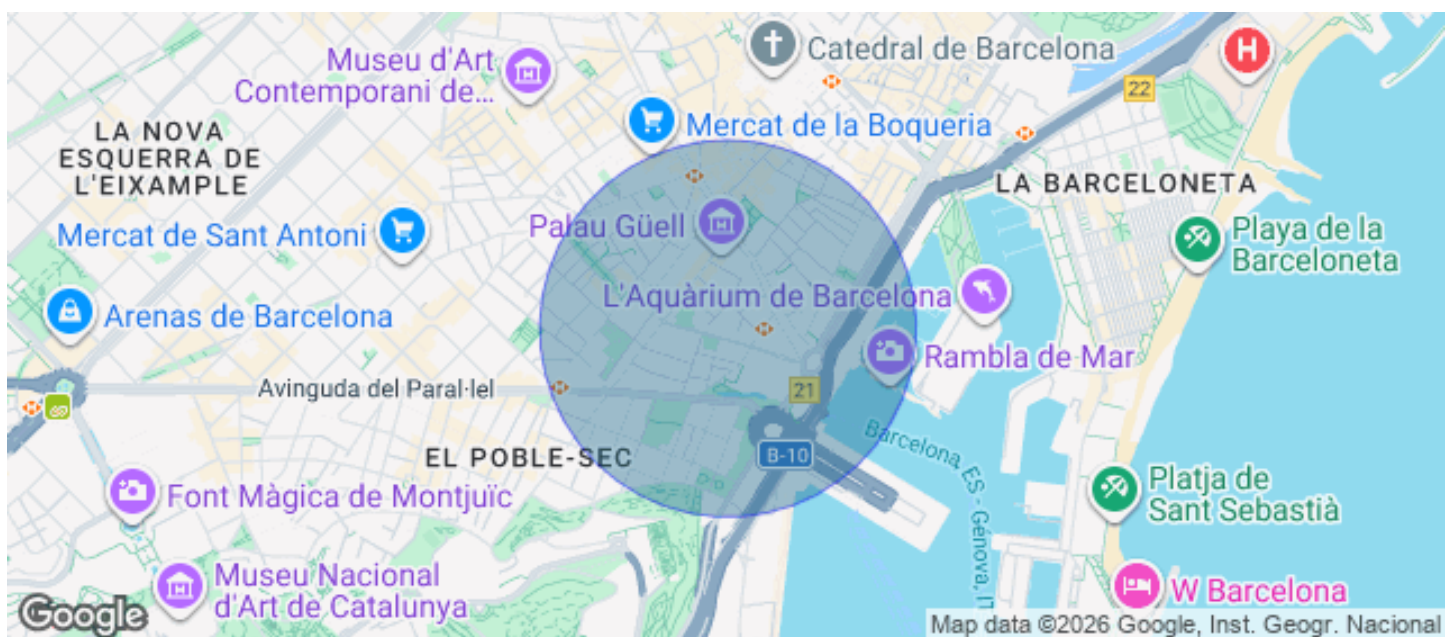 Museu d'Art
Contemporani de...
Catedral de Barcelona
H
22
LA NOVA
ESQUERRA DE
L'EIXAMPLE
Mercat de la Boqueria
LA BARCELONETA
Mercat de Sant Antoni
Palau Güell
Playa de la
Barceloneta
L'Aquàrium de Barcelona
Arenas de Barcelona
Rambla de Mar
Avinguda del Paral·lel
21
EL POBLE-SEC
B-10
Barcelona, ES - Génova, IT
Font Màgica de Montjuïc
Platja de
Sant Sebastià
Museu Nacional
d'Art de Catalunya
W Barcelona
Google
Map data ©2026 Google, Inst. Geogr. Nacional